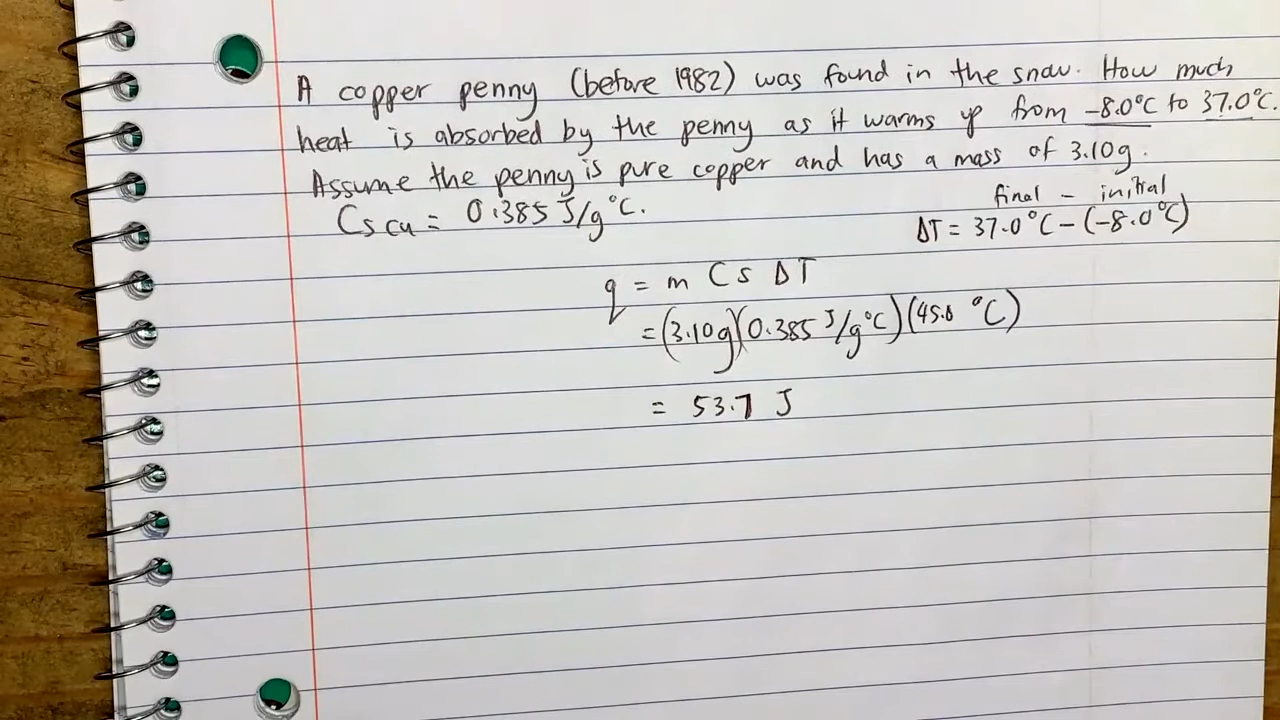 A copper penny (before 1982) was found in the snow. How much
heat is absorbed by the penny as it warms up from -8.0°C to 37.0°C.
Assume the penny is pure copper and has a mass of 3.10g.
Cs Cu = 0.385 J/g°C.
final - initial
ΔT = 37.0°C - (-8.0°C)
q = m Cs ΔT
= (3.10g)(0.385 J/g°C)(45.0 °C)
= 53.7 J